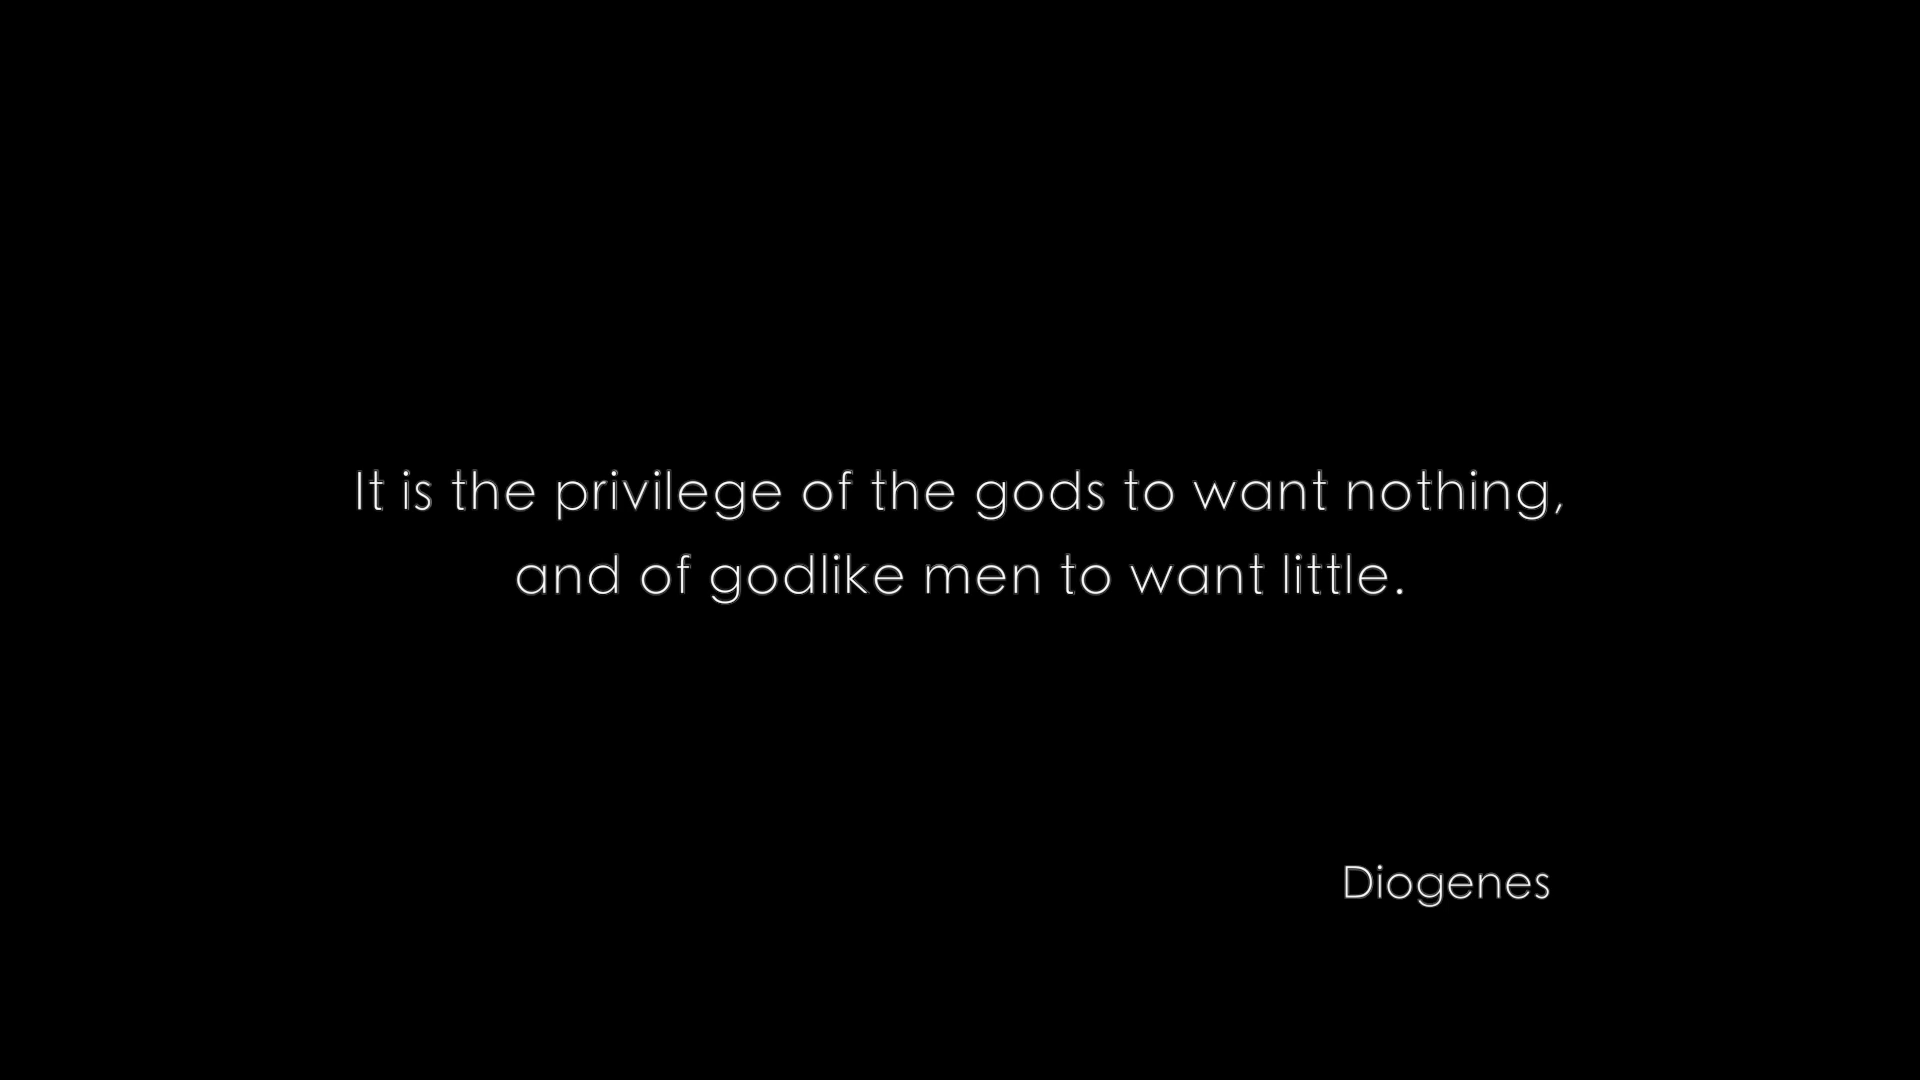 It is the privilege of the gods to want nothing,
and of godlike men to want little.
Diogenes